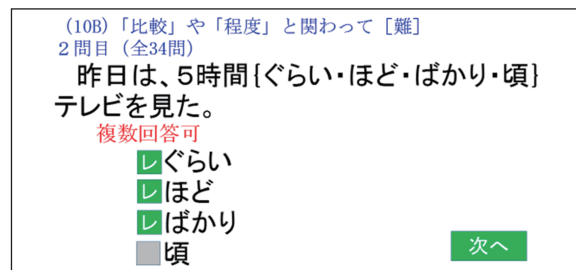 (10B)「比較」や「程度」と関わって［難］
２問目（全34問）
昨日は、５時間{ぐらい・ほど・ばかり・頃}
テレビを見た。
複数回答可
レぐらい
レほど
レばかり
頃
次へ